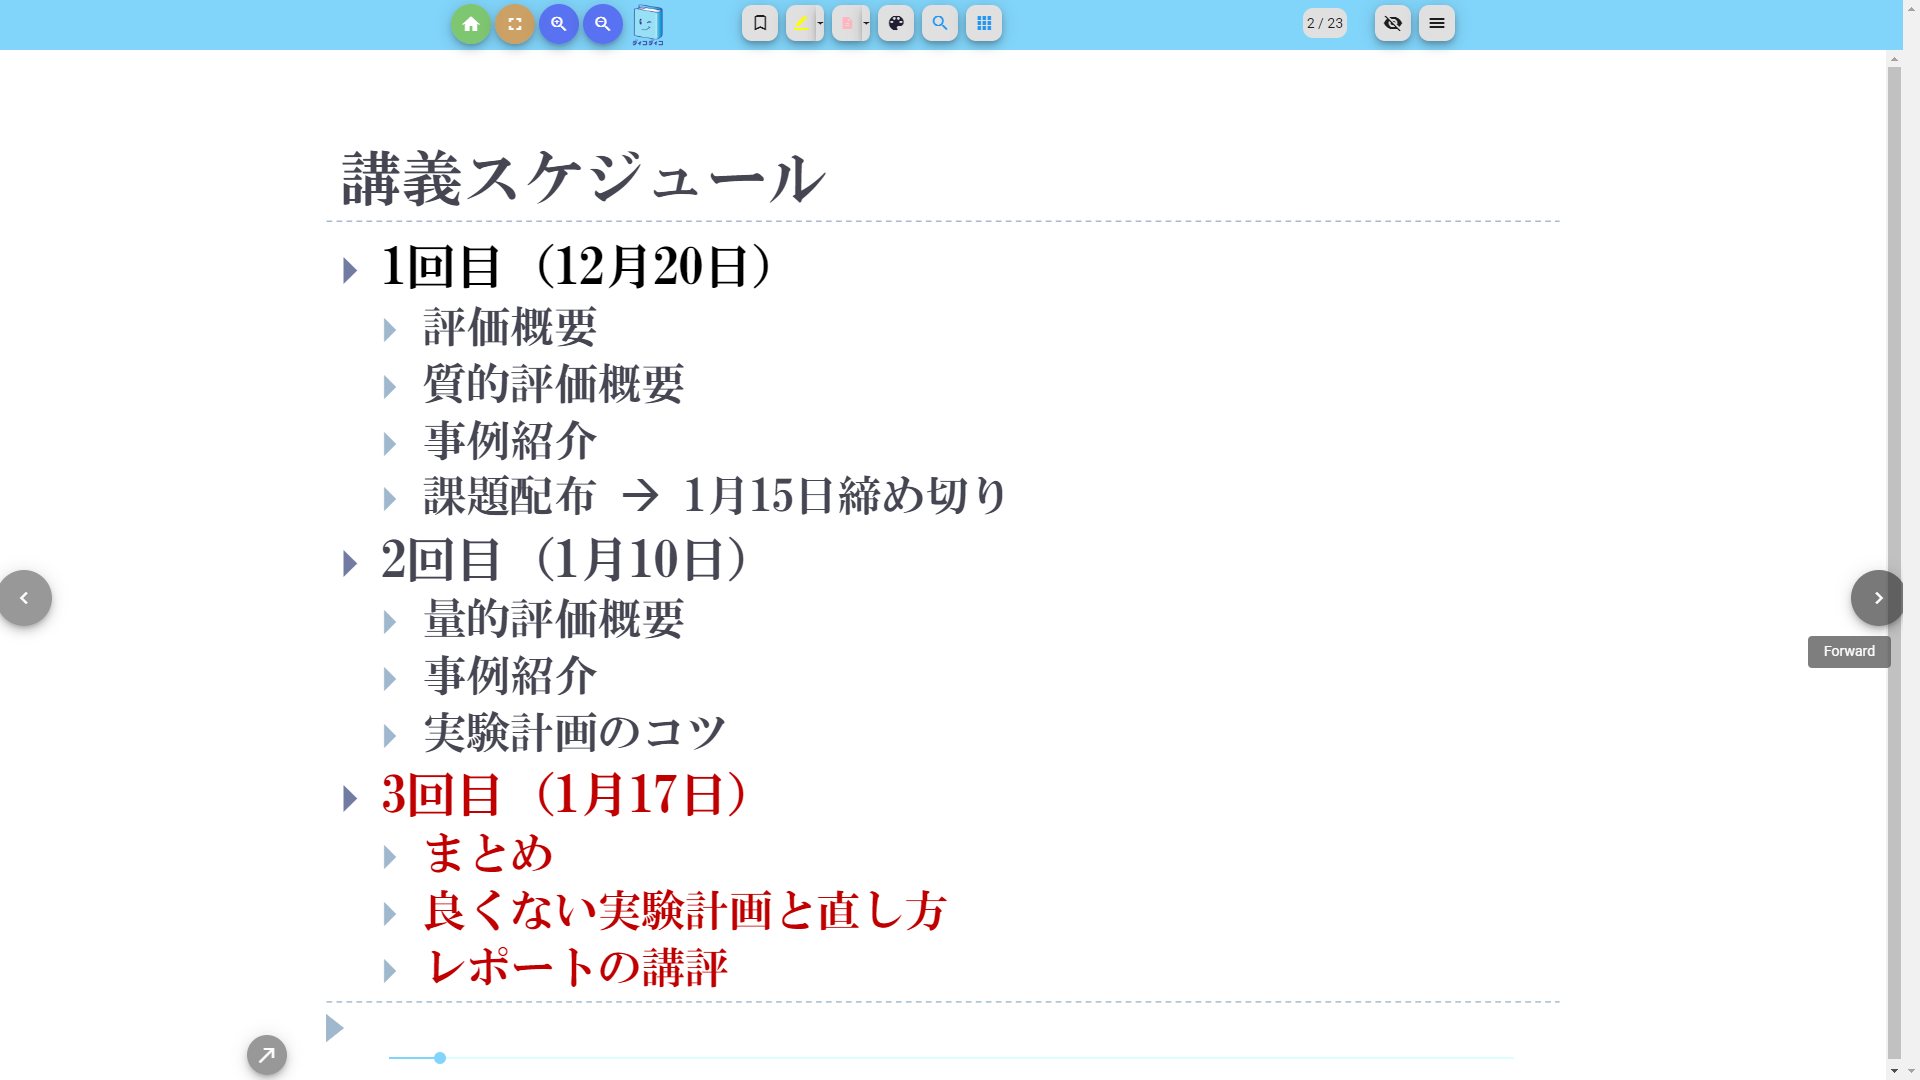 2 / 23
講義スケジュール
1回目（12月20日）
評価概要
質的評価概要
事例紹介
課題配布 → 1月15日締め切り
2回目（1月10日）
量的評価概要
事例紹介
実験計画のコツ
3回目（1月17日）
まとめ
良くない実験計画と直し方
レポートの講評
Forward